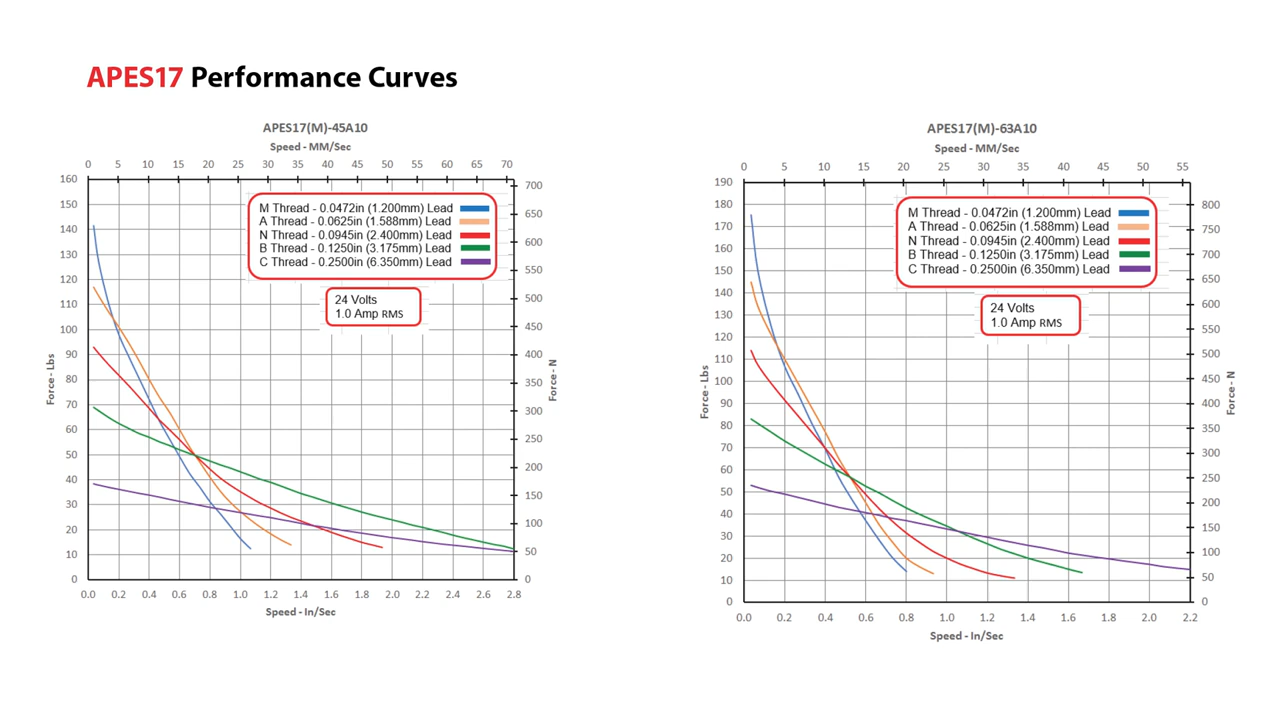 APES17 Performance Curves
APES17(M)-45A10
Speed - MM/Sec
0 5 10 15 20 25 30 35 40 45 50 55 60 65 70
160
150
140
130
120
110
100
90
80
70
60
50
40
30
20
10
0
Force - Lbs
M Thread - 0.0472in (1.200mm) Lead
A Thread - 0.0625in (1.588mm) Lead
N Thread - 0.0945in (2.400mm) Lead
B Thread - 0.1250in (3.175mm) Lead
C Thread - 0.2500in (6.350mm) Lead
24 Volts
1.0 Amp RMS
700
650
600
550
500
450
400
350
300
250
200
150
100
50
0
Force - N
0.0 0.2 0.4 0.6 0.8 1.0 1.2 1.4 1.6 1.8 2.0 2.2 2.4 2.6 2.8
Speed - In/Sec
APES17(M)-63A10
Speed - MM/Sec
0 5 10 15 20 25 30 35 40 45 50 55
190
180
170
160
150
140
130
120
110
100
90
80
70
60
50
40
30
20
10
0
Force - Lbs
M Thread - 0.0472in (1.200mm) Lead
A Thread - 0.0625in (1.588mm) Lead
N Thread - 0.0945in (2.400mm) Lead
B Thread - 0.1250in (3.175mm) Lead
C Thread - 0.2500in (6.350mm) Lead
24 Volts
1.0 Amp RMS
800
750
700
650
600
550
500
450
400
350
300
250
200
150
100
50
0
Force - N
0.0 0.2 0.4 0.6 0.8 1.0 1.2 1.4 1.6 1.8 2.0 2.2
Speed - In/Sec